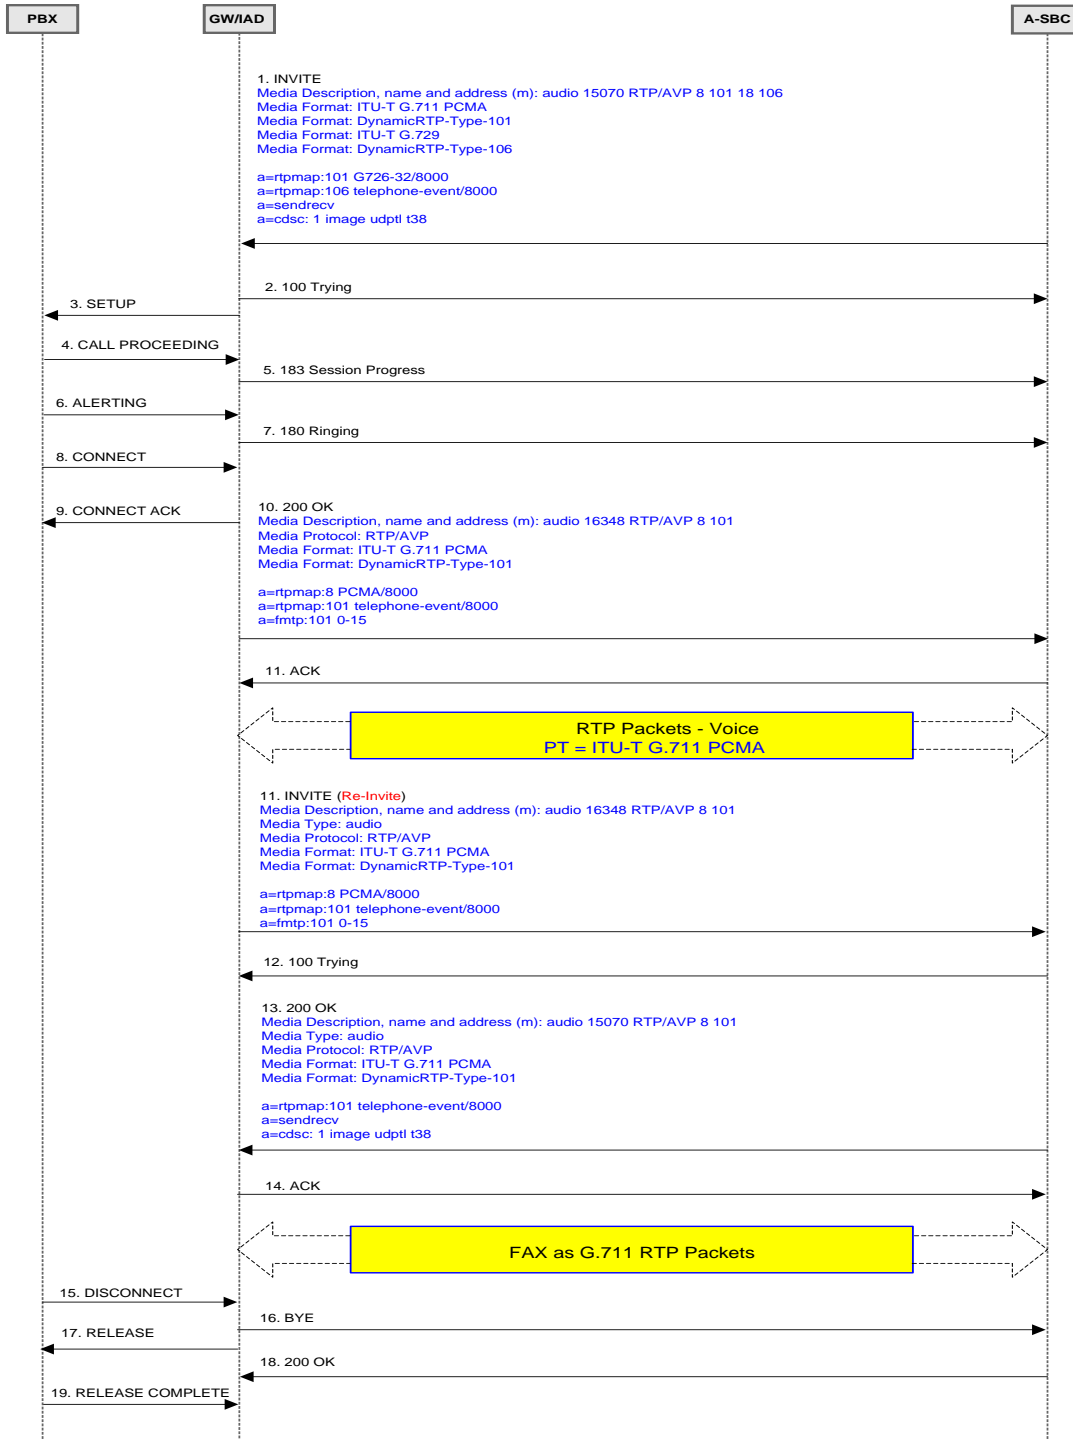 PBX
GW/IAD
A-SBC
1. INVITE
Media Description, name and address (m): audio 15070 RTP/AVP 8 101 18 106
Media Format: ITU-T G.711 PCMA
Media Format: DynamicRTP-Type-101
Media Format: ITU-T G.729
Media Format: DynamicRTP-Type-106
a=rtpmap:101 G726-32/8000
a=rtpmap:106 telephone-event/8000
a=sendrecv
a=cdsc: 1 image udptl t38
2. 100 Trying
3. SETUP
4. CALL PROCEEDING
5. 183 Session Progress
6. ALERTING
7. 180 Ringing
8. CONNECT
9. CONNECT ACK
10. 200 OK
Media Description, name and address (m): audio 16348 RTP/AVP 8 101
Media Protocol: RTP/AVP
Media Format: ITU-T G.711 PCMA
Media Format: DynamicRTP-Type-101
a=rtpmap:8 PCMA/8000
a=rtpmap:101 telephone-event/8000
a=fmtp:101 0-15
11. ACK
RTP Packets - Voice
PT = ITU-T G.711 PCMA
11. INVITE (Re-Invite)
Media Description, name and address (m): audio 16348 RTP/AVP 8 101
Media Type: audio
Media Protocol: RTP/AVP
Media Format: ITU-T G.711 PCMA
Media Format: DynamicRTP-Type-101
a=rtpmap:8 PCMA/8000
a=rtpmap:101 telephone-event/8000
a=fmtp:101 0-15
12. 100 Trying
13. 200 OK
Media Description, name and address (m): audio 15070 RTP/AVP 8 101
Media Type: audio
Media Protocol: RTP/AVP
Media Format: ITU-T G.711 PCMA
Media Format: DynamicRTP-Type-101
a=rtpmap:101 telephone-event/8000
a=sendrecv
a=cdsc: 1 image udptl t38
14. ACK
FAX as G.711 RTP Packets
15. DISCONNECT
16. BYE
17. RELEASE
18. 200 OK
19. RELEASE COMPLETE